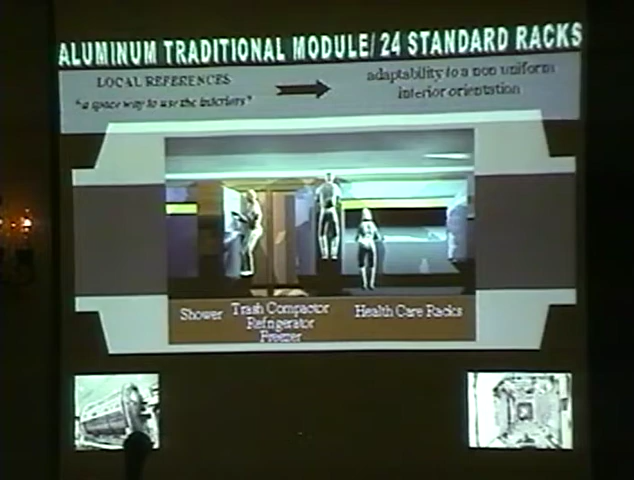 ALUMINUM TRADITIONAL MODULE/ 24 STANDARD RACKS
LOCAL REFERENCES
"a space way to use the interiors"
adaptability to a non uniform
interior orientation
Shower
Trash Compactor
Refrigerator
Freezer
Health Care Racks